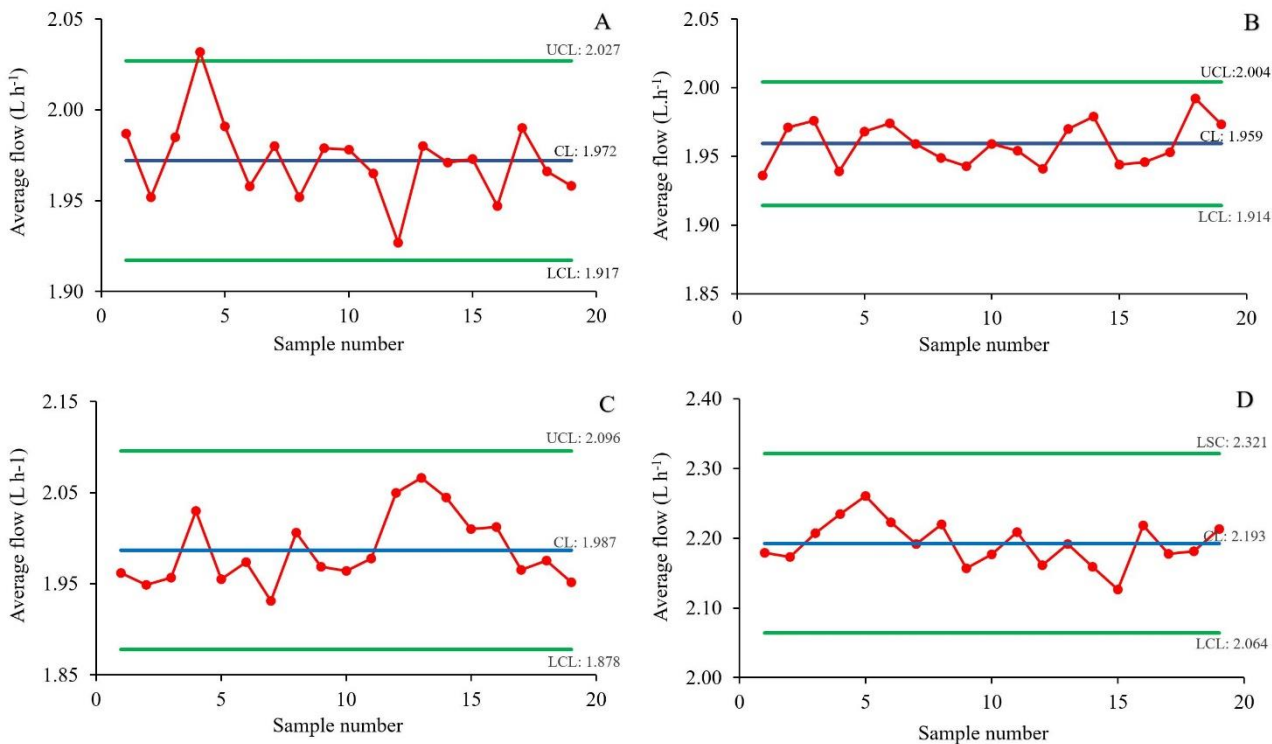 A
Average flow (L h-1)
2.05
2.00
1.95
1.90
UCL: 2.027
CL: 1.972
LCL: 1.917
0 5 10 15 20
Sample number
B
Average flow (L.h-1)
2.05
2.00
1.95
1.90
1.85
UCL:2.004
CL: 1.959
LCL: 1.914
0 5 10 15 20
Sample number
C
Average flow (L h-1)
2.15
2.05
1.95
1.85
UCL: 2.096
CL: 1.987
LCL: 1.878
0 5 10 15 20
Sample number
D
Average flow (L h-1)
2.40
2.30
2.20
2.10
2.00
LSC: 2.321
CL: 2.193
LCL: 2.064
0 5 10 15 20
Sample number